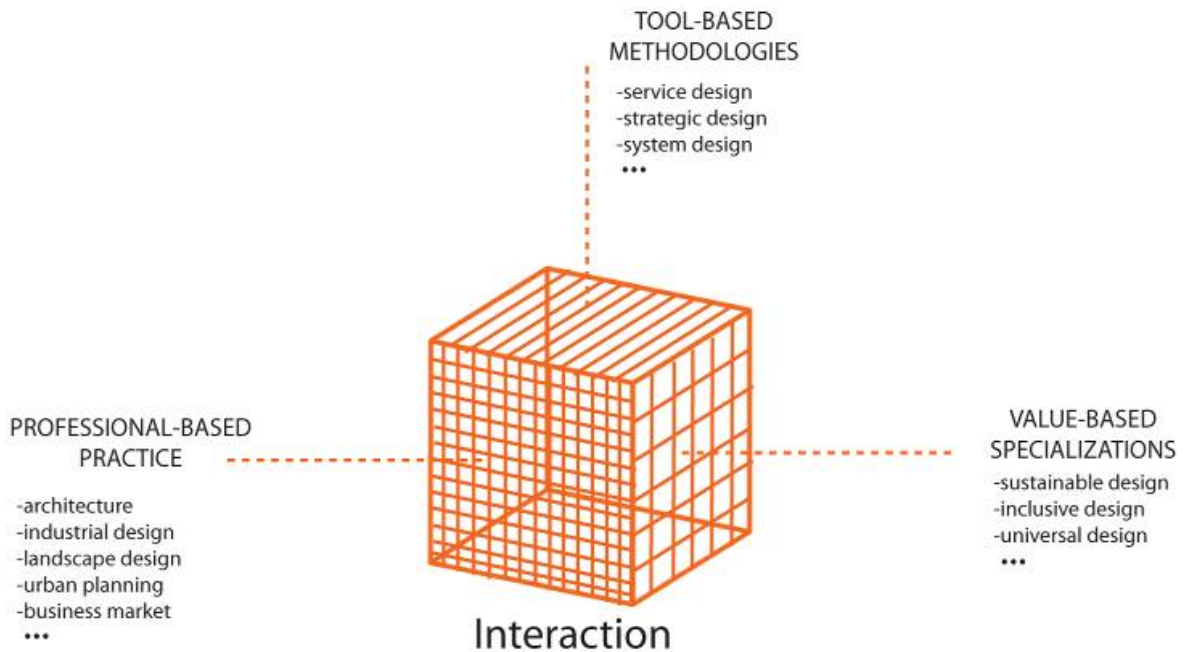 TOOL-BASED
METHODOLOGIES
-service design
-strategic design
-system design
•••
PROFESSIONAL-BASED
PRACTICE
-architecture
-industrial design
-landscape design
-urban planning
-business market
•••
VALUE-BASED
SPECIALIZATIONS
-sustainable design
-inclusive design
-universal design
•••
Interaction